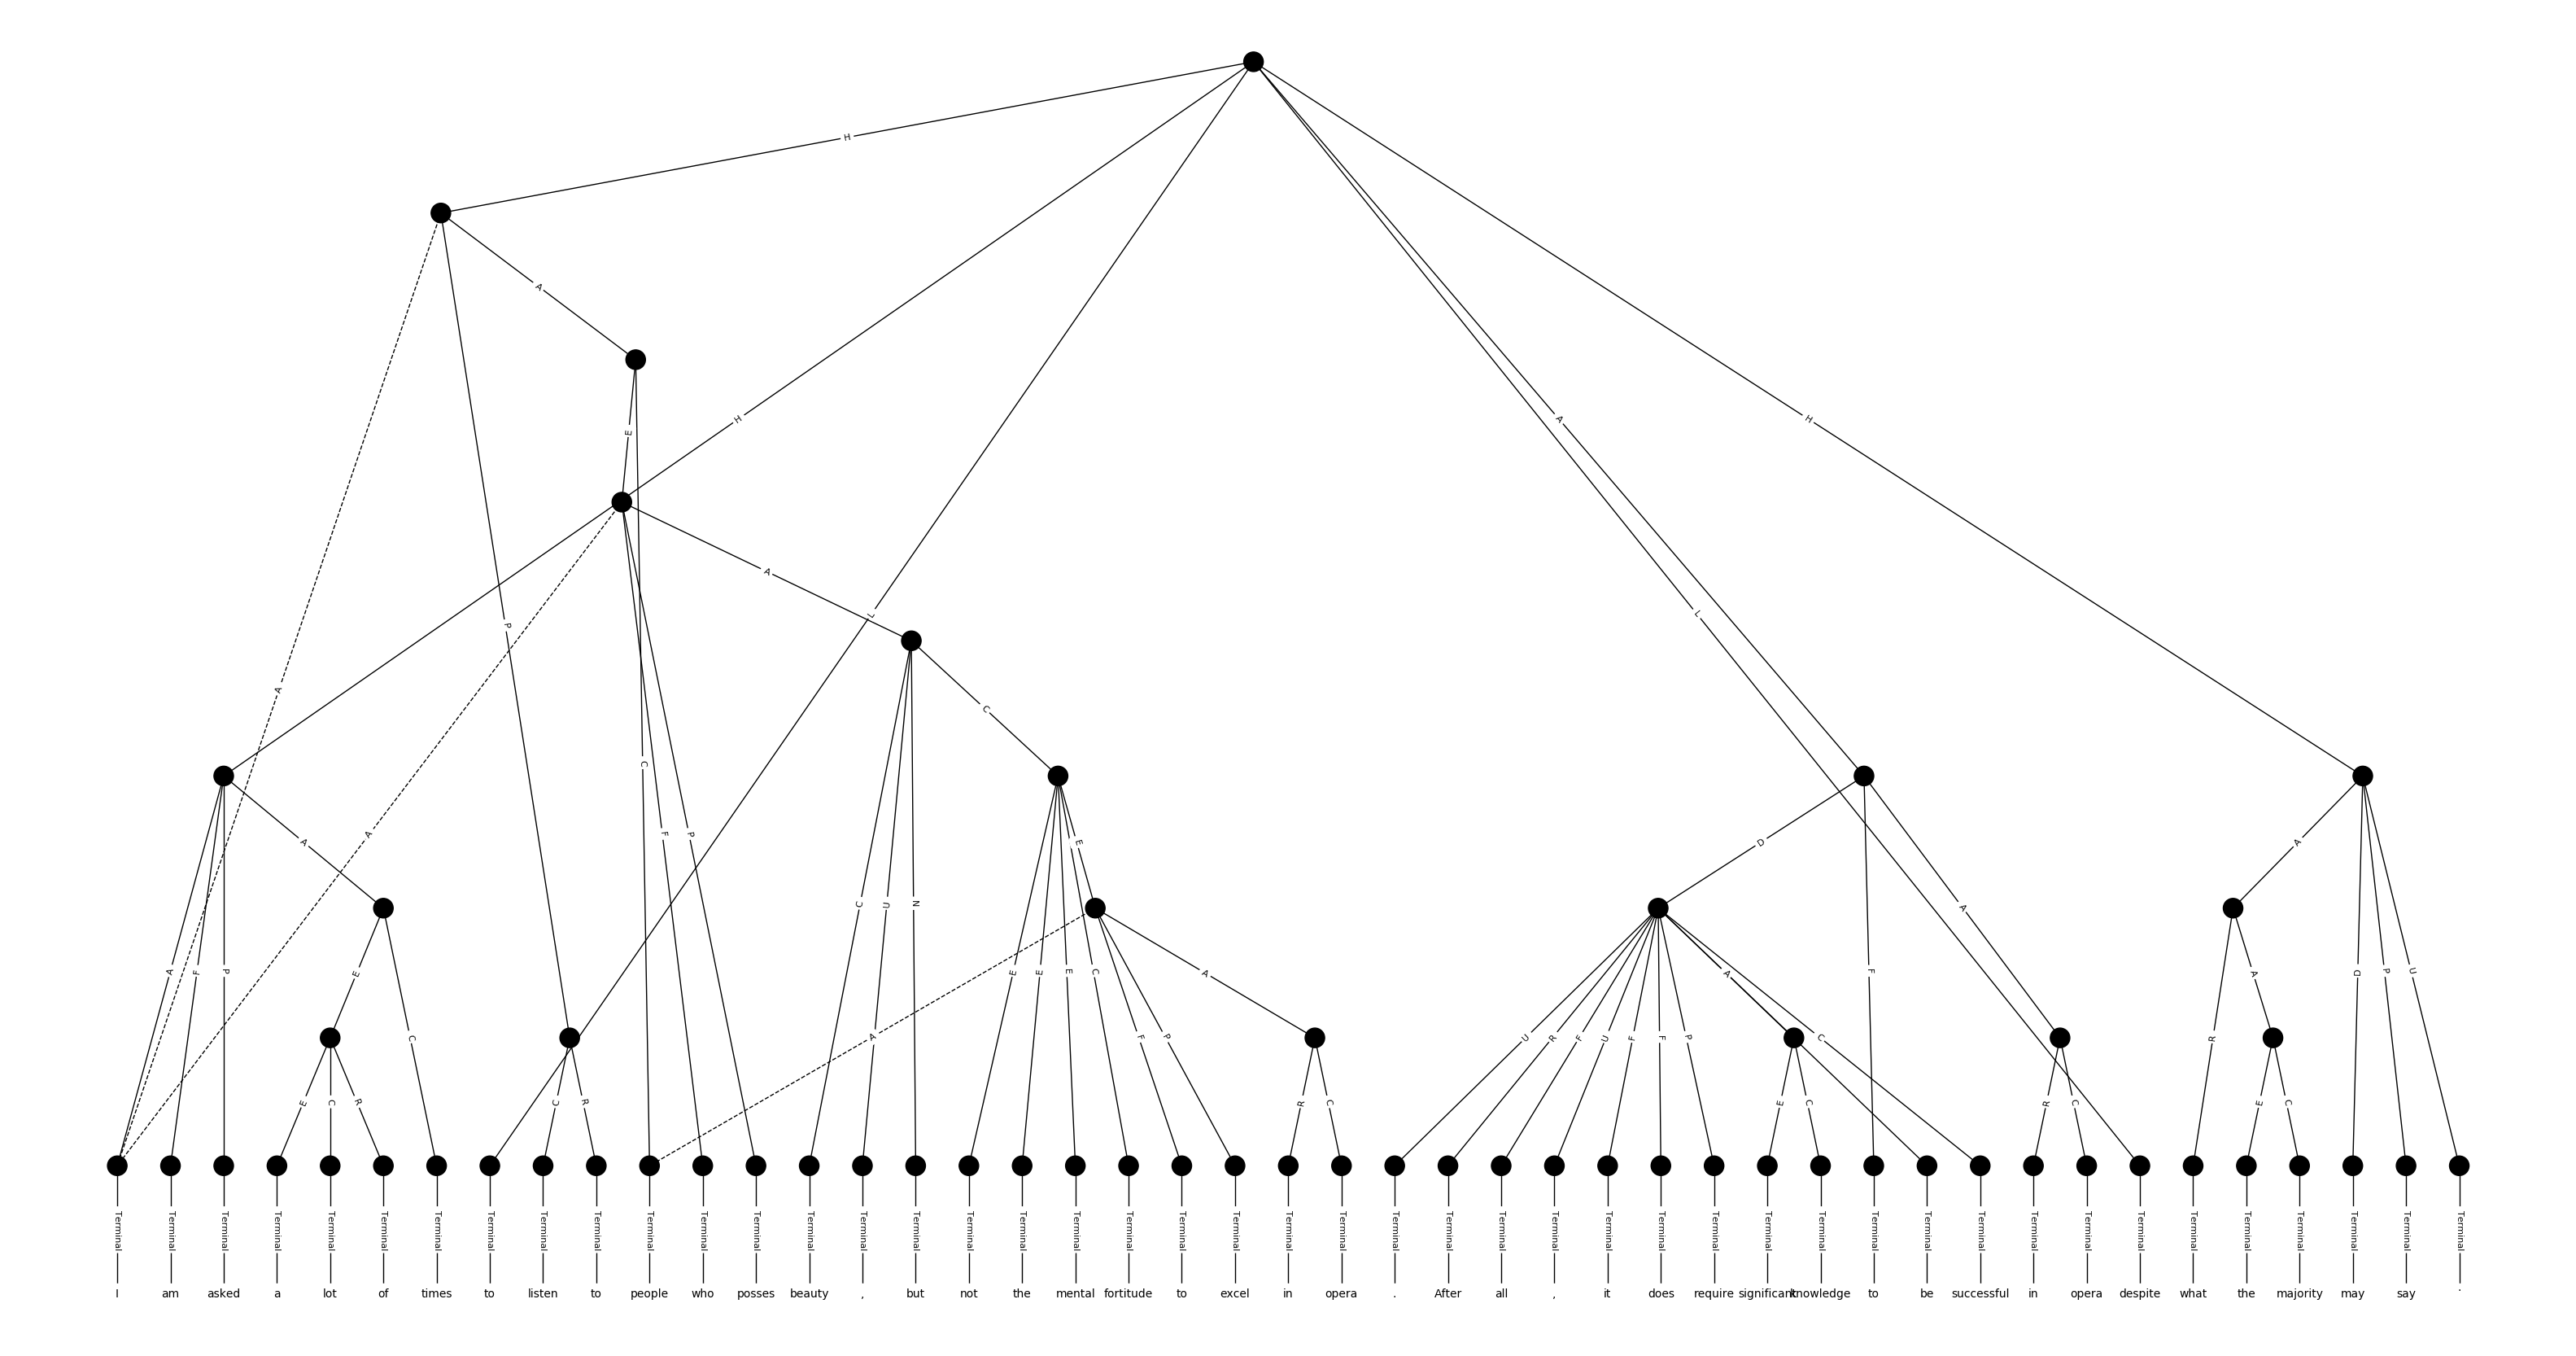 H
A
E
H A H
A
L L
P
C
C
F P
A A
A A D A
E
C U N A
A F P E E E E C A A F D P U
E C A F P U R F U F F P C R
E C R C R R C E C R C E C
Terminal Terminal Terminal Terminal Terminal Terminal Terminal Terminal Terminal Terminal Terminal Terminal Terminal Terminal Terminal Terminal Terminal Terminal Terminal Terminal Terminal Terminal Terminal Terminal Terminal Terminal Terminal Terminal Terminal Terminal Terminal Terminal Terminal Terminal Terminal Terminal Terminal Terminal Terminal Terminal Terminal Terminal Terminal Terminal Terminal
I am asked a lot of times to listen to people who posses beauty , but not the mental fortitude to excel in opera . After all , it does require significant knowledge to be successful in opera despite what the majority may say .